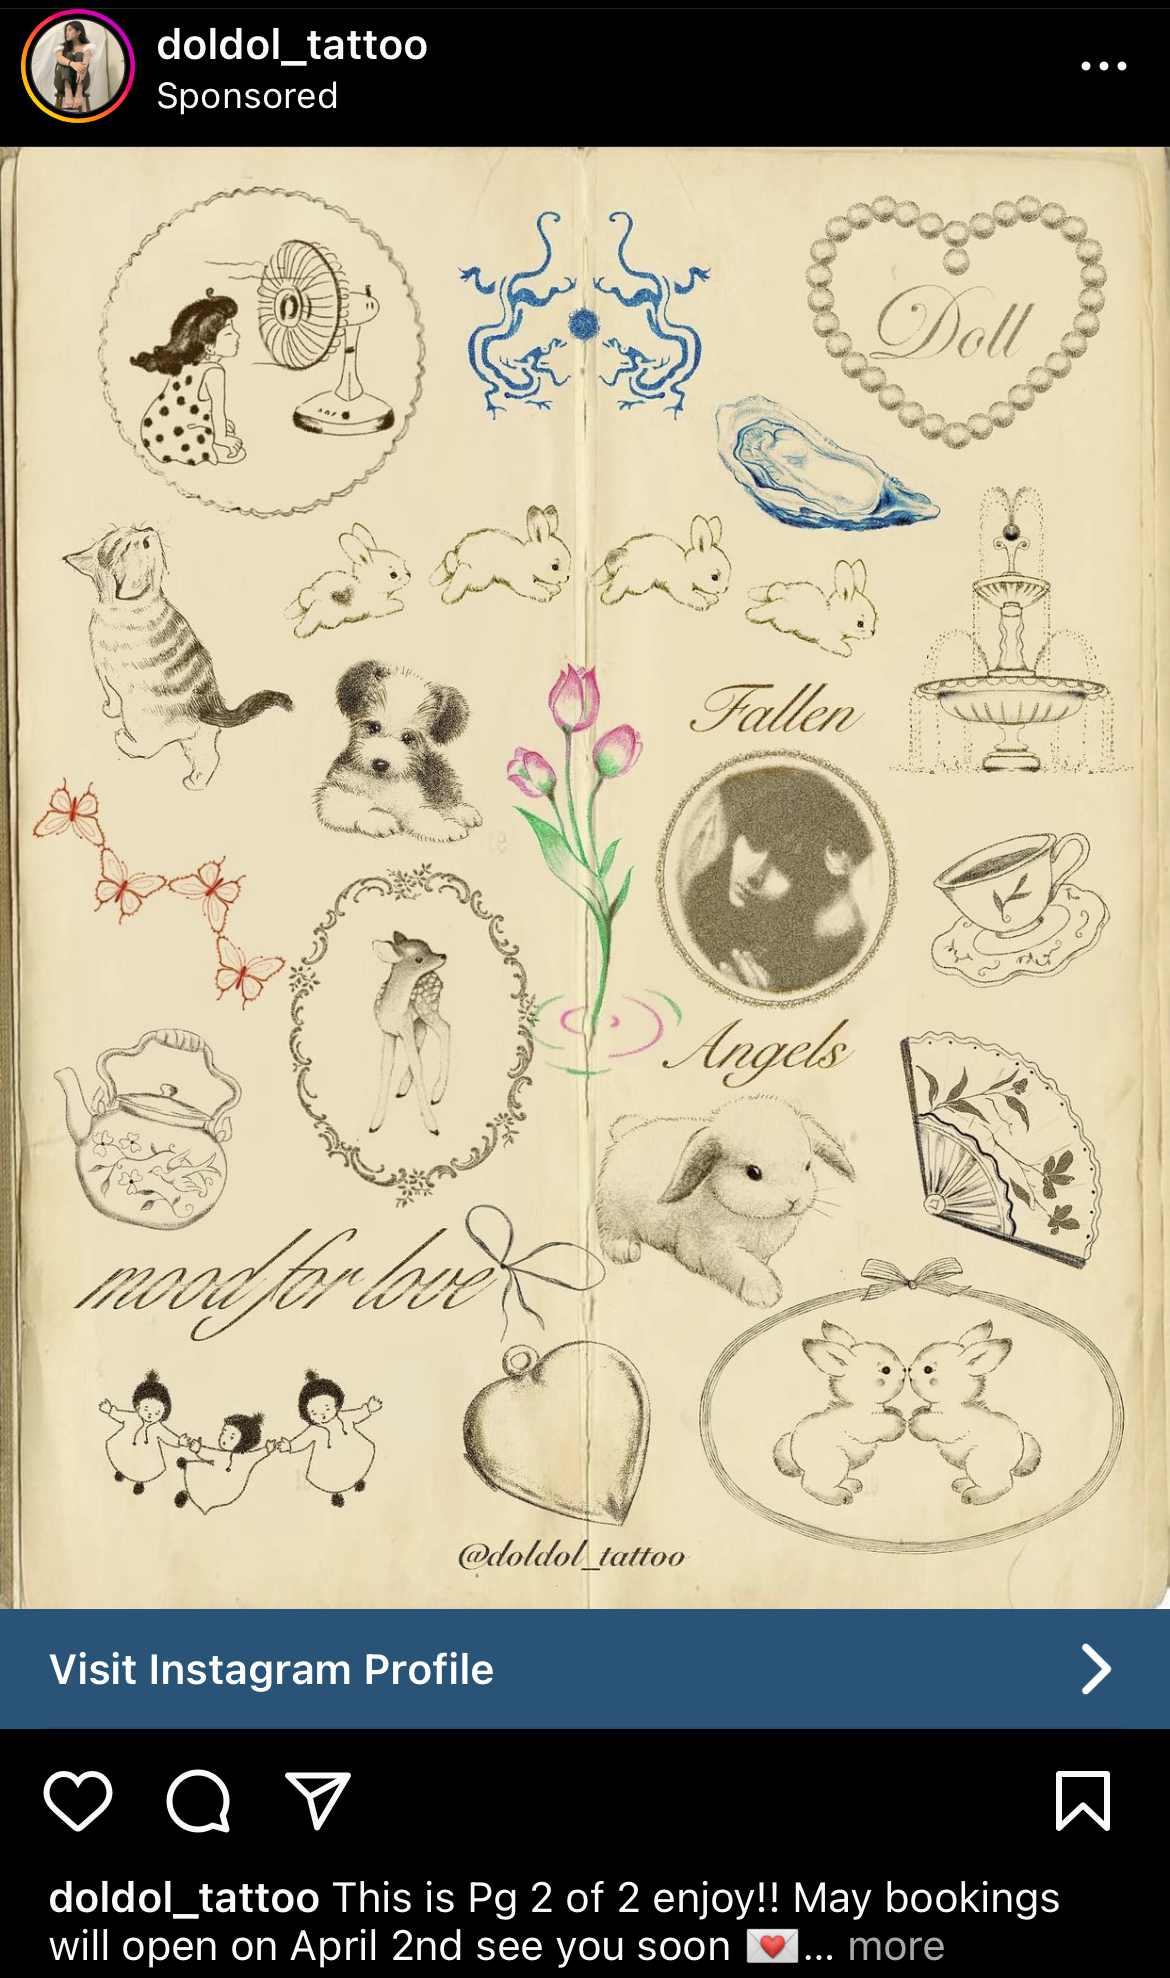 doldol_tattoo
Sponsored
Doll
Fallen
Angels
mood for love
@doldol_tattoo
Visit Instagram Profile
doldol_tattoo This is Pg 2 of 2 enjoy!! May bookings
will open on April 2nd see you soon 💌... more